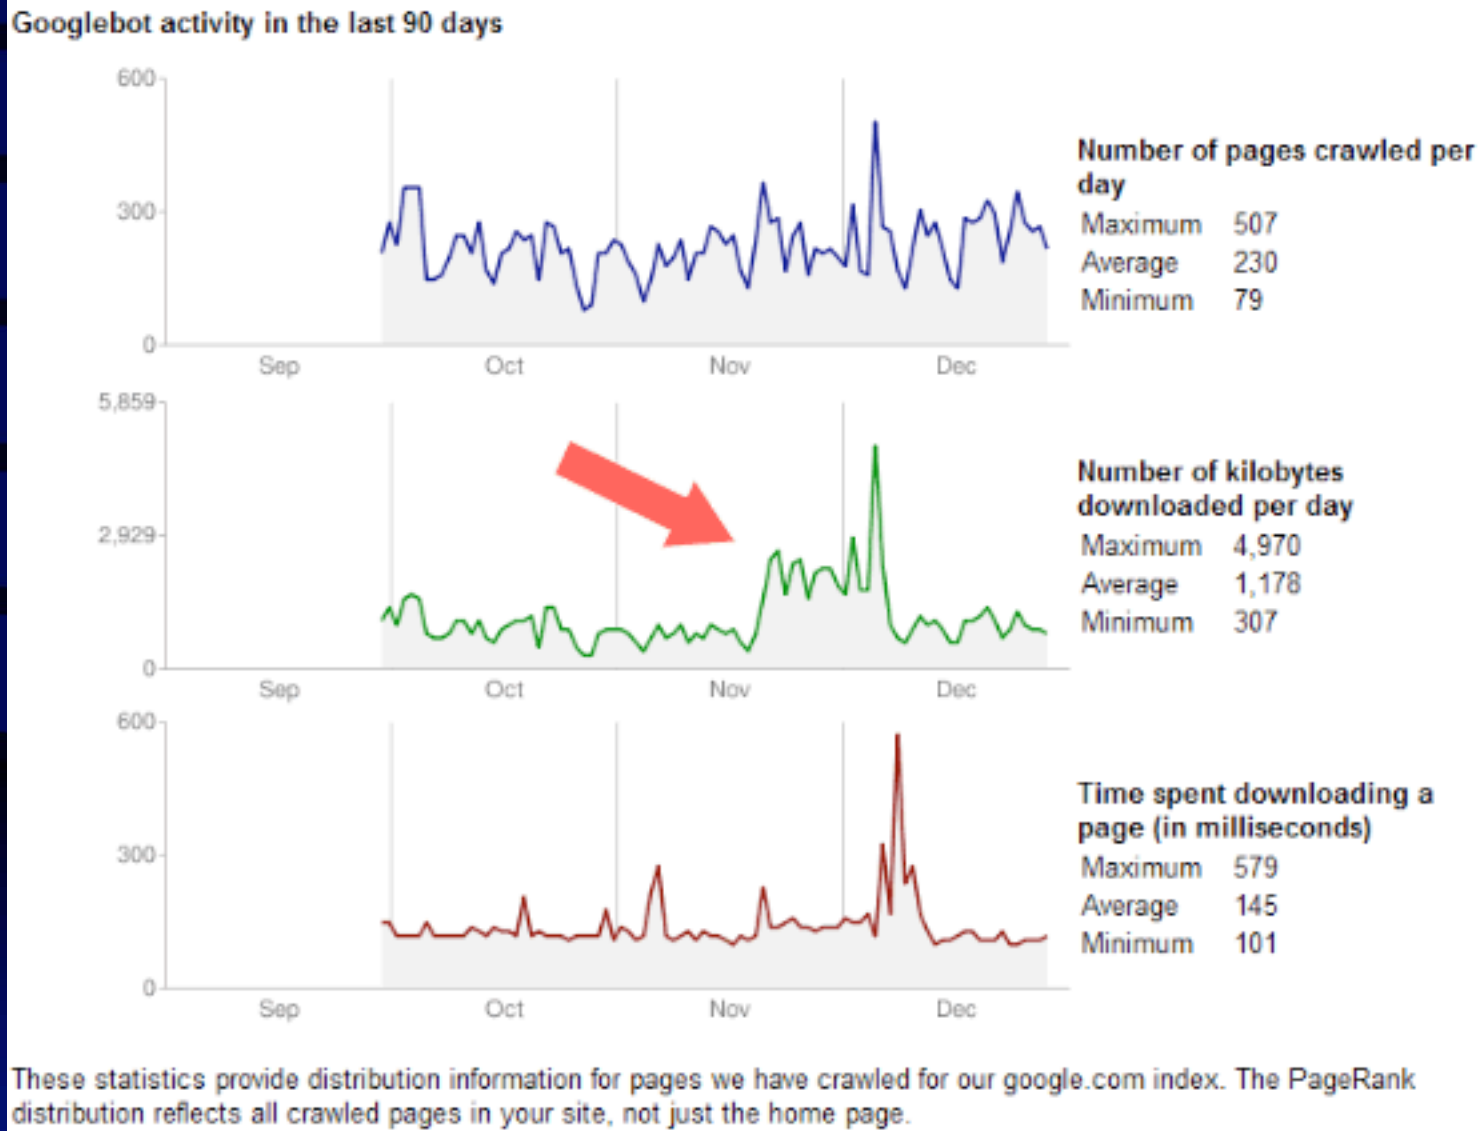 Googlebot activity in the last 90 days
600
300
0
Sep Oct Nov Dec
Number of pages crawled per
day
Maximum 507
Average 230
Minimum 79
5,859
2,929
0
Sep Oct Nov Dec
Number of kilobytes
downloaded per day
Maximum 4,970
Average 1,178
Minimum 307
600
300
0
Sep Oct Nov Dec
Time spent downloading a
page (in milliseconds)
Maximum 579
Average 145
Minimum 101
These statistics provide distribution information for pages we have crawled for our google.com index. The PageRank
distribution reflects all crawled pages in your site, not just the home page.